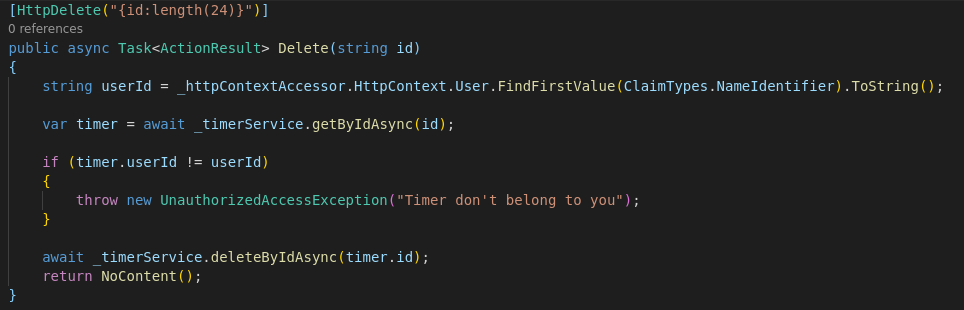 [HttpDelete("{id:length(24)}")]
0 references
public async Task<ActionResult> Delete(string id)
{
string userId = _httpContextAccessor.HttpContext.User.FindFirstValue(ClaimTypes.NameIdentifier).ToString();
var timer = await _timerService.getByIdAsync(id);
if (timer.userId != userId)
{
throw new UnauthorizedAccessException("Timer don't belong to you");
}
await _timerService.deleteByIdAsync(timer.id);
return NoContent();
}